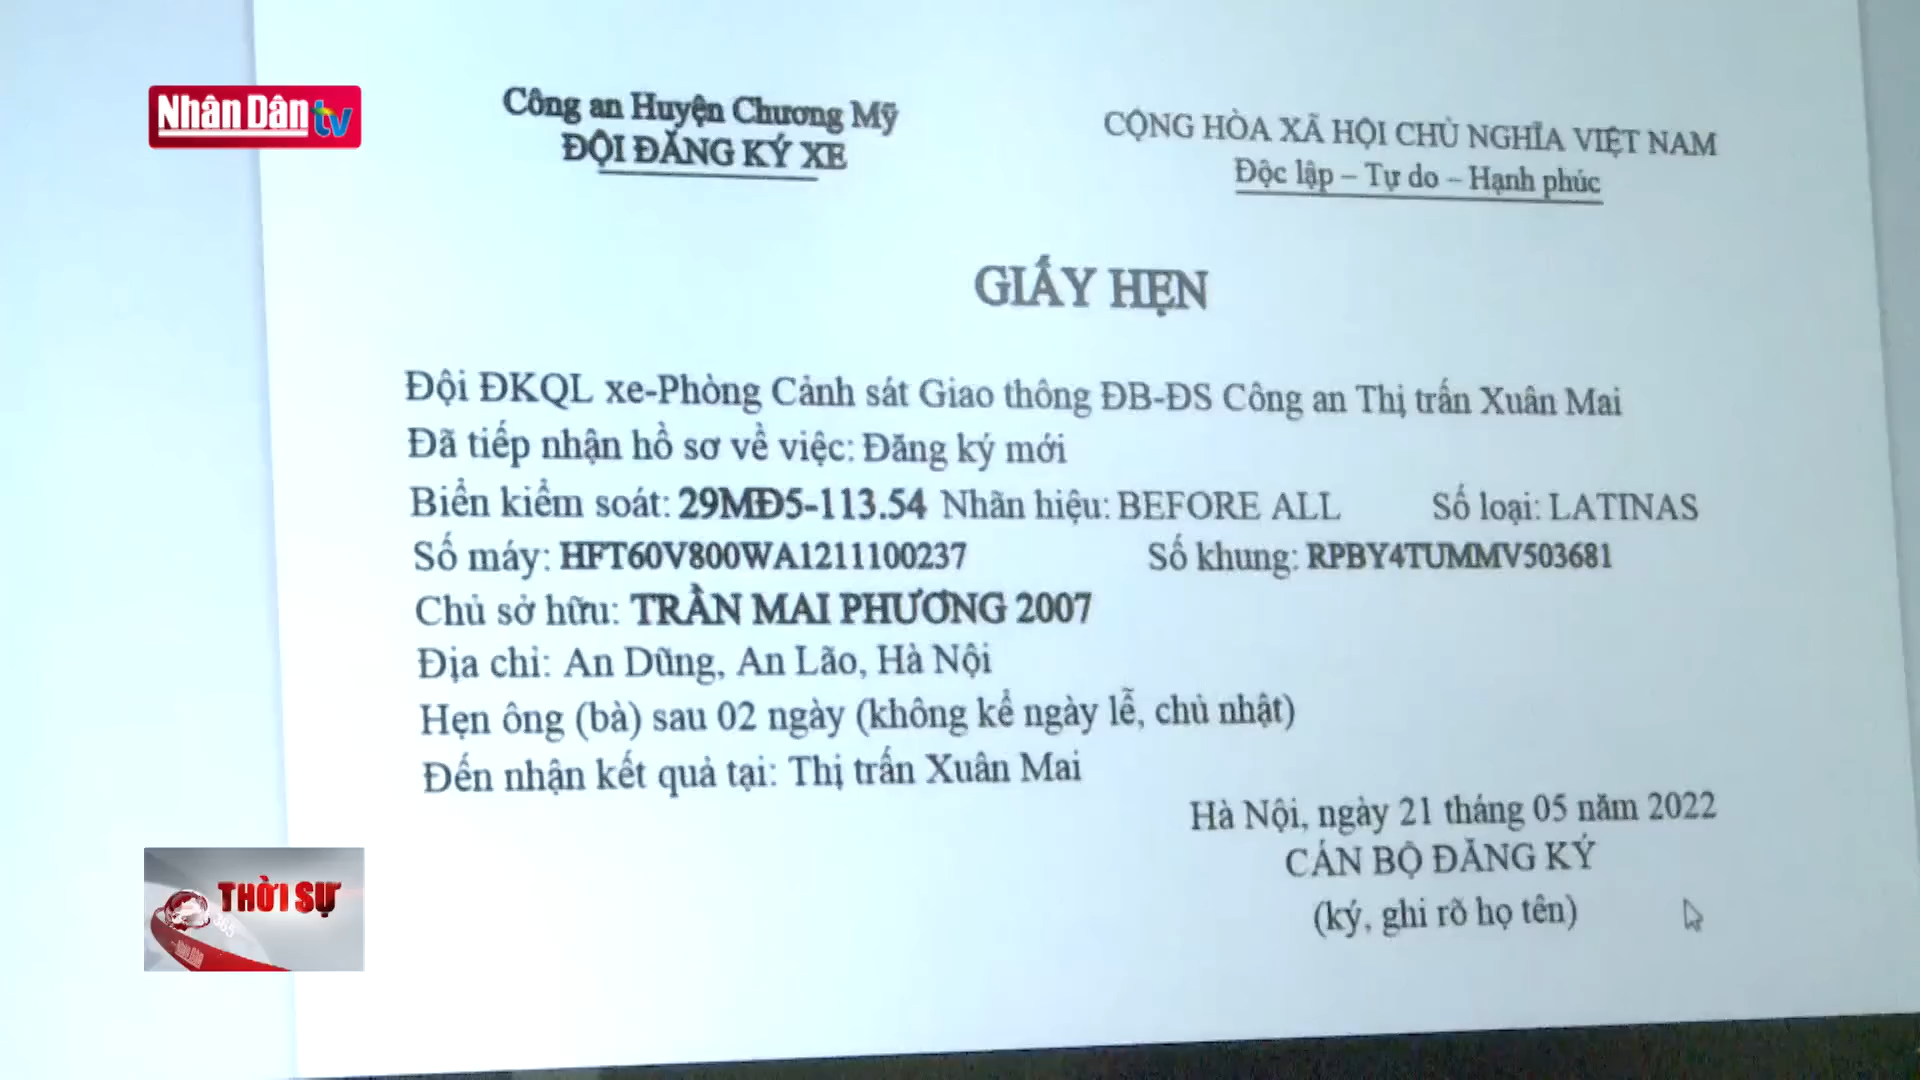 Nhân Dân tv
Công an Huyện Chương Mỹ
ĐỘI ĐĂNG KÝ XE
CỘNG HÒA XÃ HỘI CHỦ NGHĨA VIỆT NAM
Độc lập – Tự do – Hạnh phúc
GIẤY HẸN
Đội ĐKQL xe-Phòng Cảnh sát Giao thông ĐB-ĐS Công an Thị trấn Xuân Mai
Đã tiếp nhận hồ sơ về việc: Đăng ký mới
Biển kiểm soát: 29MĐ5-113.54 Nhãn hiệu: BEFORE ALL Số loại: LATINAS
Số máy: HFT60V800WA1211100237 Số khung: RPBY4TUMMV503681
Chủ sở hữu: TRẦN MAI PHƯƠNG 2007
Địa chỉ: An Dũng, An Lão, Hà Nội
Hẹn ông (bà) sau 02 ngày (không kể ngày lễ, chủ nhật)
Đến nhận kết quả tại: Thị trấn Xuân Mai
Hà Nội, ngày 21 tháng 05 năm 2022
CÁN BỘ ĐĂNG KÝ
(ký, ghi rõ họ tên)
THỜI SỰ
365